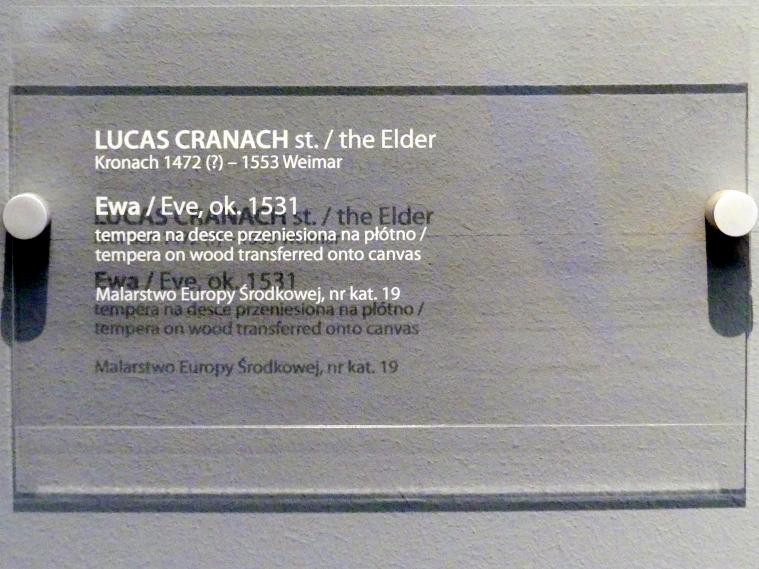 LUCAS CRANACH st. / the Elder
Kronach 1472 (?) – 1553 Weimar
Ewa / Eve, ok. 1531
tempera na desce przeniesiona na płótno /
tempera on wood transferred onto canvas
Malarstwo Europy Środkowej, nr kat. 19